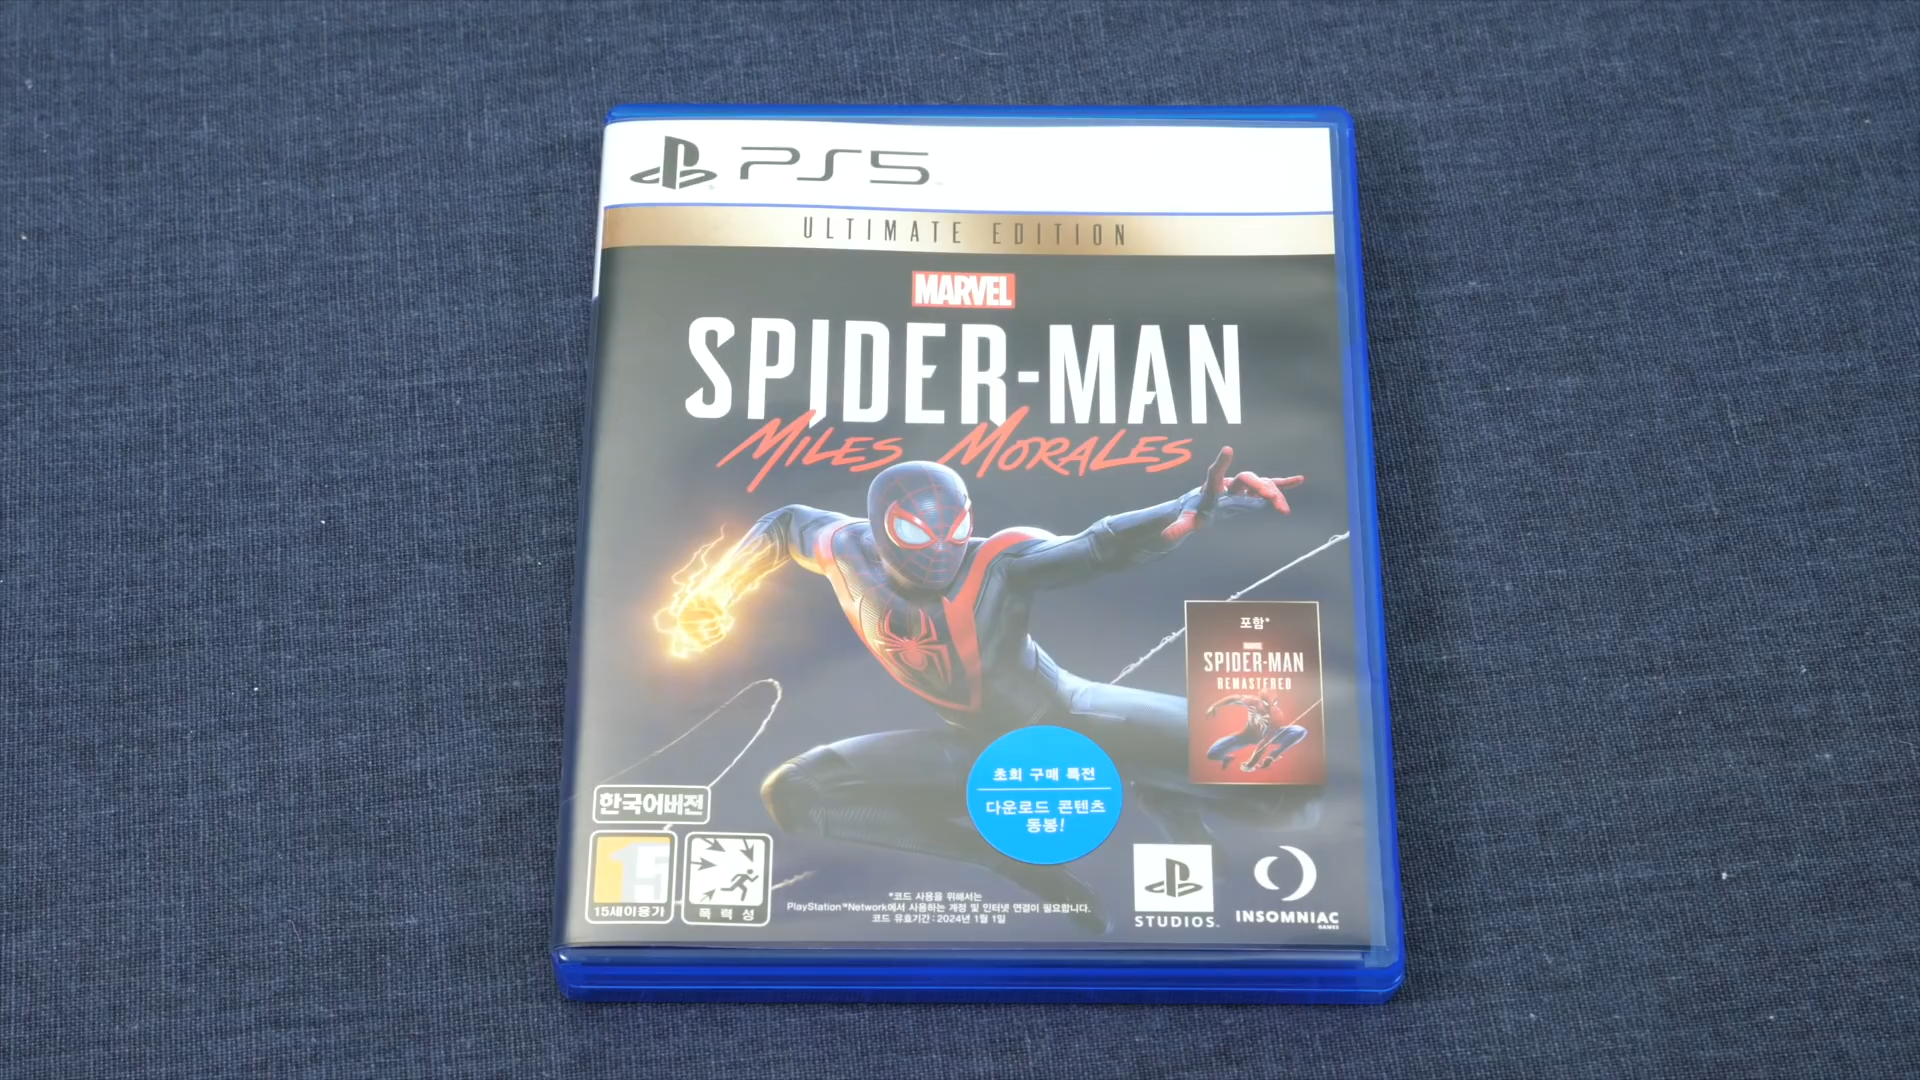 PS5
ULTIMATE EDITION
MARVEL
SPIDER-MAN
MILES MORALES
포함*
MARVEL
SPIDER-MAN
REMASTERED
초회 구매 특전
다운로드 콘텐츠
동봉!
한국어버전
15
15세이용가
폭력성
*코드 사용을 위해서는
PlayStation™Network에서 사용하는 계정 및 인터넷 연결이 필요합니다.
코드 유효기간 : 2024년 1월 1일
STUDIOS™
INSOMNIAC
GAMES